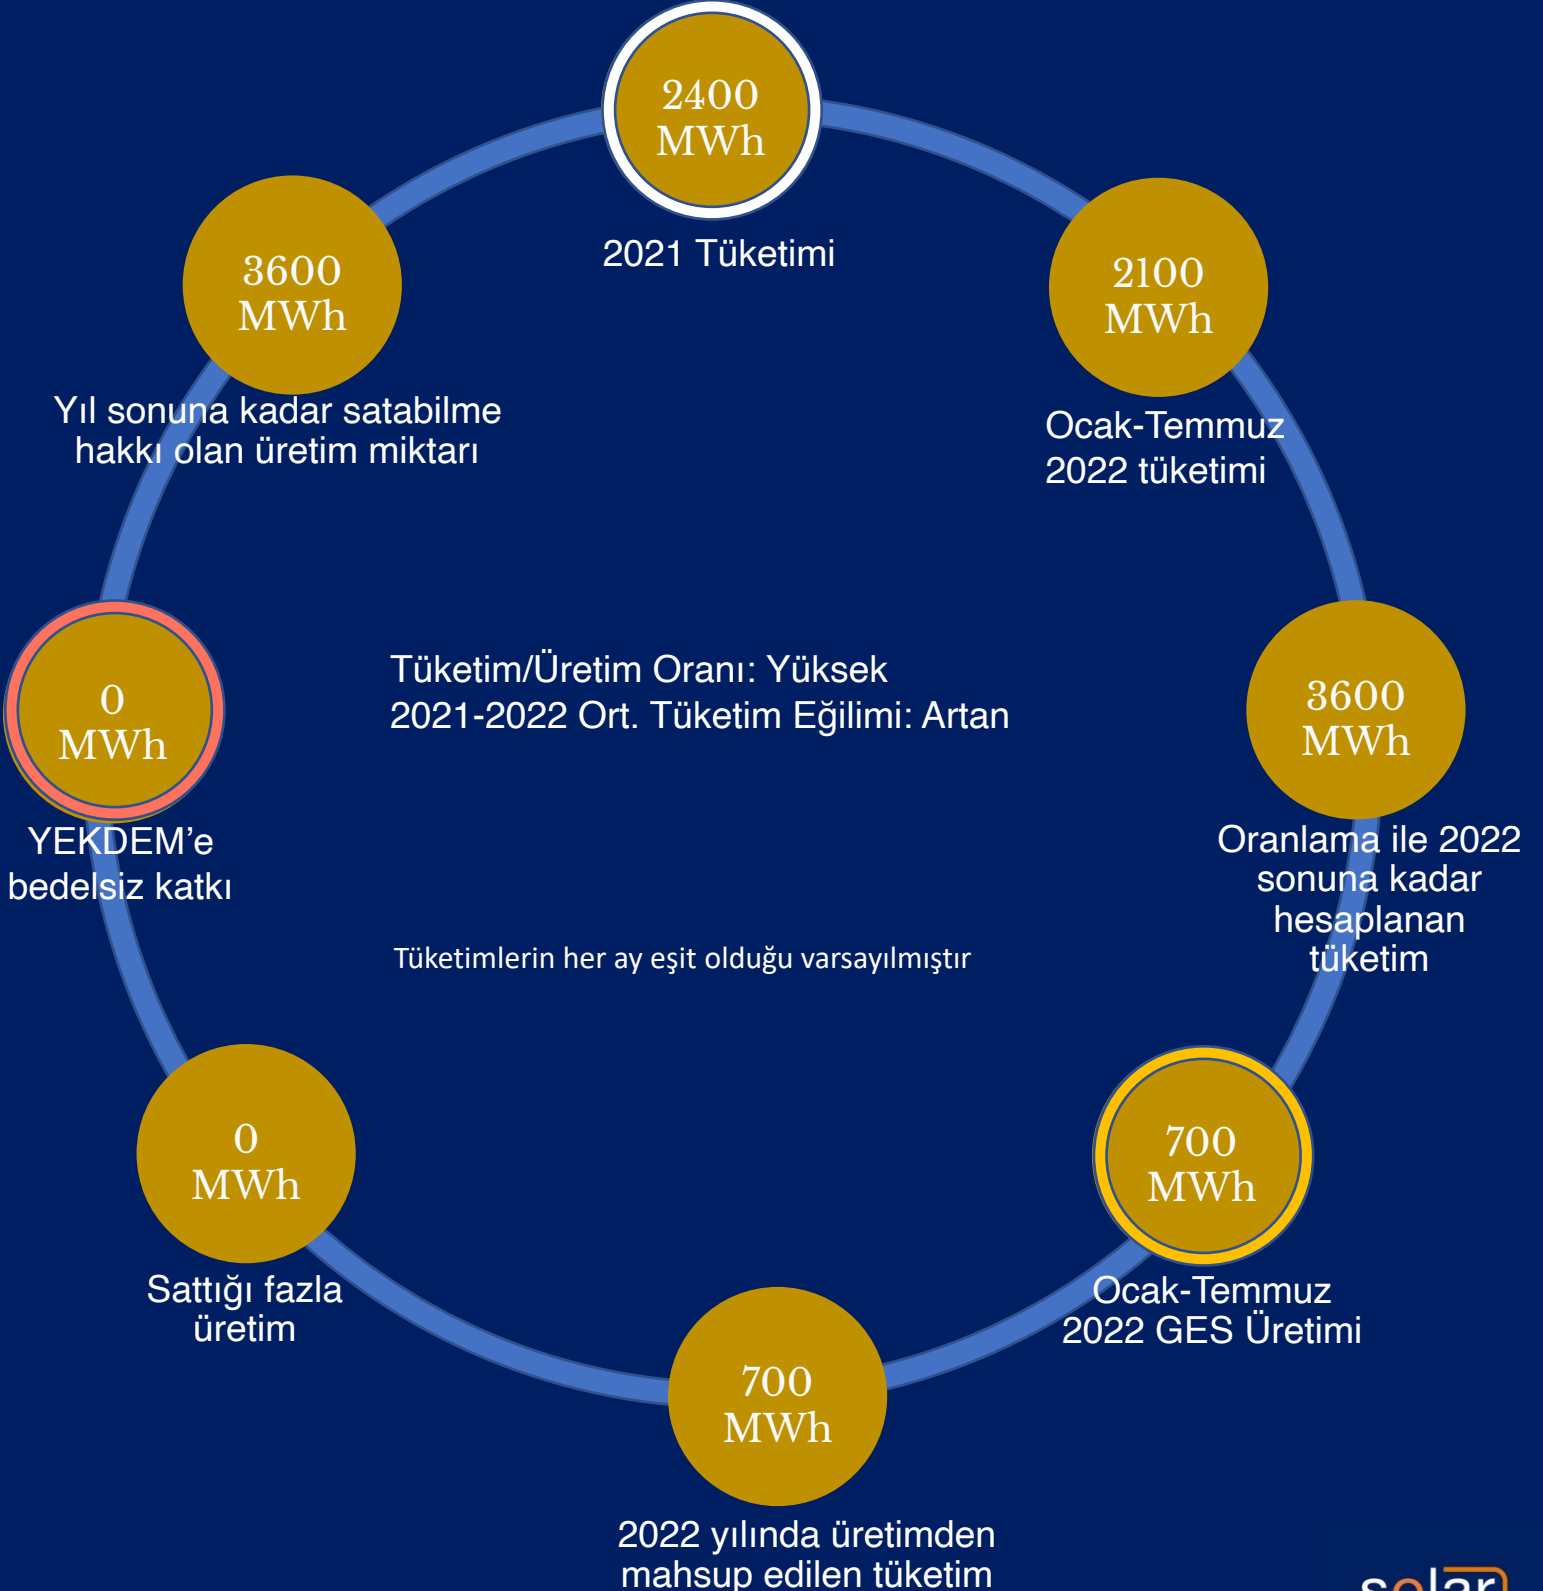 2400
MWh
2021 Tüketimi
2100
MWh
Ocak-Temmuz
2022 tüketimi
3600
MWh
Oranlama ile 2022
sonuna kadar
hesaplanan
tüketim
700
MWh
Ocak-Temmuz
2022 GES Üretimi
700
MWh
2022 yılında üretimden
mahsup edilen tüketim
0
MWh
Sattığı fazla
üretim
0
MWh
YEKDEM’e
bedelsiz katkı
3600
MWh
Yıl sonuna kadar satabilme
hakkı olan üretim miktarı
Tüketim/Üretim Oranı: Yüksek
2021-2022 Ort. Tüketim Eğilimi: Artan
Tüketimlerin her ay eşit olduğu varsayılmıştır
solar